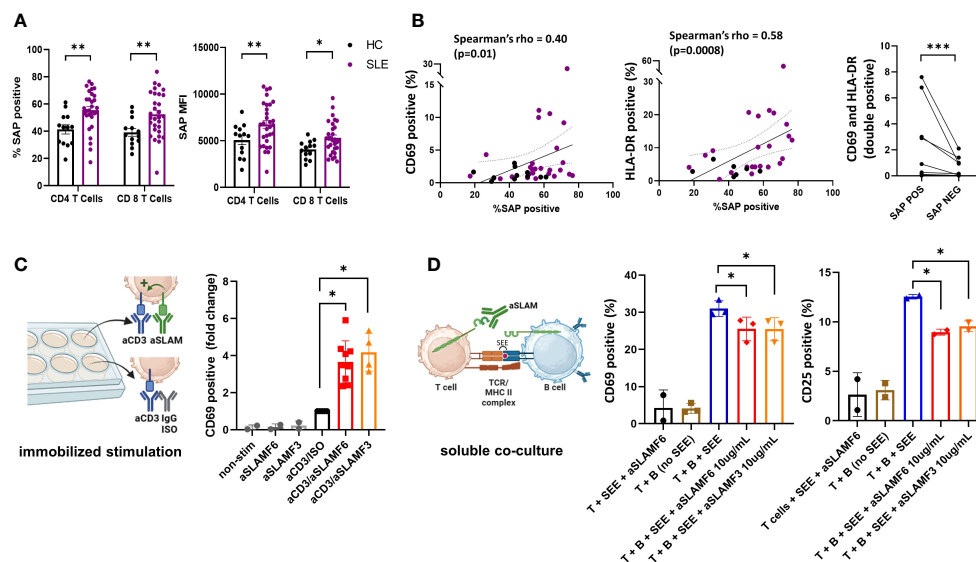 A
% SAP positive
100
80
60
40
20
0
**
**
CD4 T Cells
CD 8 T Cells
SAP MFI
15000
10000
5000
0
**
*
CD4 T Cells
CD 8 T Cells
HC
SLE
B
Spearman's rho = 0.40
(p=0.01)
CD69 positive (%)
30
15
10
5
0
0
20
40
60
80
100
%SAP positive
Spearman's rho = 0.58
(p=0.0008)
HLA-DR positive (%)
60
30
20
10
0
0
20
40
60
80
100
%SAP positive
CD69 and HLA-DR
(double positive)
10
8
6
4
2
0
***
SAP POS
SAP NEG
C
+
aCD3 aSLAM
aCD3 IgG
ISO
immobilized stimulation
CD69 positive (fold change)
8
6
4
2
0
*
*
non-stim
aSLAMF6
aSLAMF3
aCD3/ISO
aCD3/aSLAMF6
aCD3/aSLAMF3
D
aSLAM
SEE
T cell
TCR/
MHC II
complex
B cell
soluble co-culture
CD69 positive (%)
40
30
20
10
0
*
*
T + SEE + aSLAMF6
T + B (no SEE)
T + B + SEE
T + B + SEE + aSLAMF6 10ug/mL
T + B + SEE + aSLAMF3 10ug/mL
CD25 positive (%)
15
10
5
0
*
*
T cells + SEE + aSLAMF6
T + B (no SEE)
T + B + SEE
T + B + SEE + aSLAMF6 10ug/mL
T + B + SEE + aSLAMF3 10ug/mL